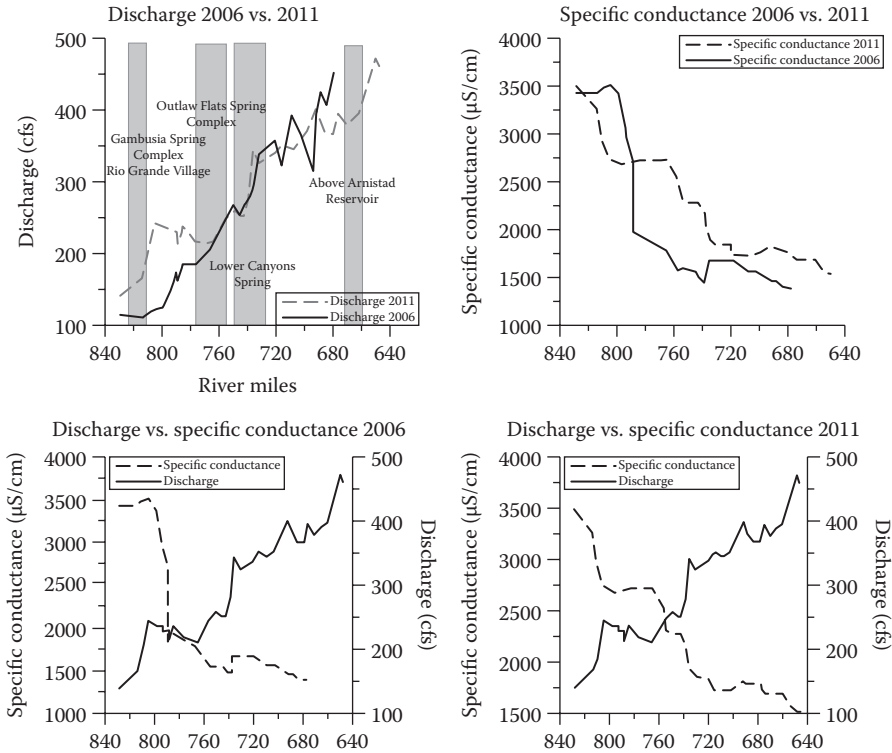 Discharge 2006 vs. 2011
Discharge (cfs)
500
400
300
200
100
Outlaw Flats Spring
Complex
Gambusia Spring
Complex
Rio Grande Village
Above Arnistad
Reservoir
Lower Canyons
Spring
Discharge 2011
Discharge 2006
840 800 760 720 680 640
River miles
Specific conductance 2006 vs. 2011
Specific conductance (µS/cm)
4000
3500
3000
2500
2000
1500
1000
Specific conductance 2011
Specific conductance 2006
840 800 760 720 680 640
Discharge vs. specific conductance 2006
Specific conductance (µS/cm)
4000
3500
3000
2500
2000
1500
1000
Specific conductance
Discharge
500
400
300
200
100
Discharge (cfs)
840 800 760 720 680 640
Discharge vs. specific conductance 2011
Specific conductance (µS/cm)
4000
3500
3000
2500
2000
1500
Specific conductance
Discharge
500
400
300
200
100
Discharge (cfs)
840 800 760 720 680 640